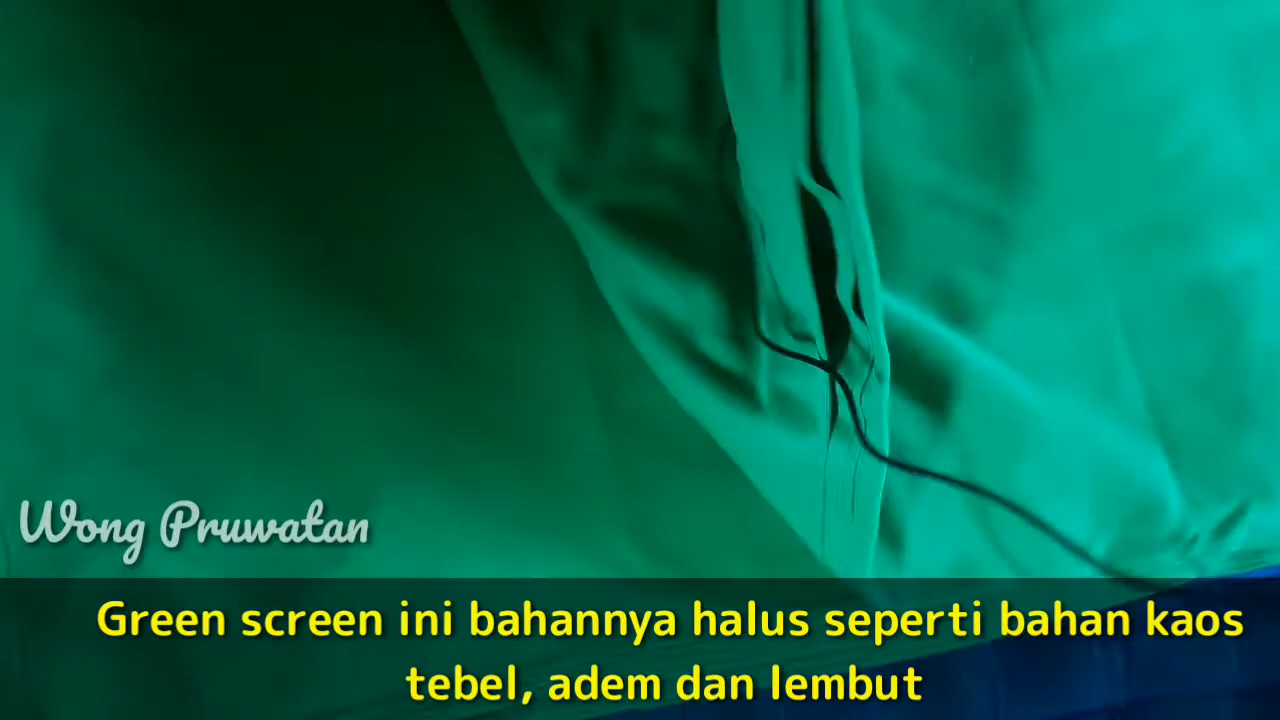 Wong Pruwatan
Green screen ini bahannya halus seperti bahan kaos
tebel, adem dan lembut